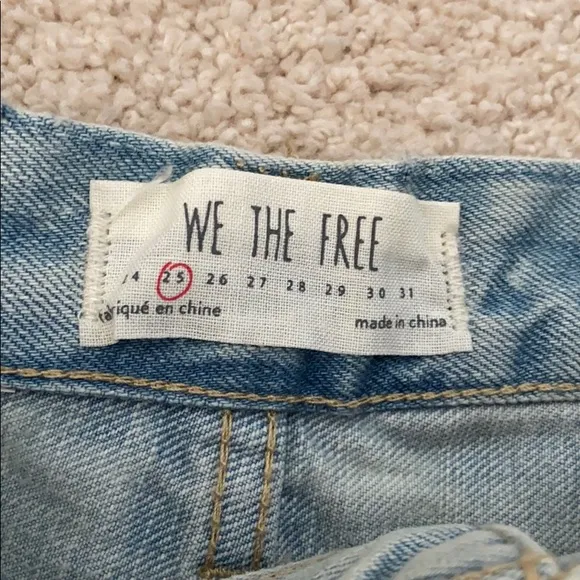 WE THE FREE
25 26 27 28 29 30 31
en chine
made in china